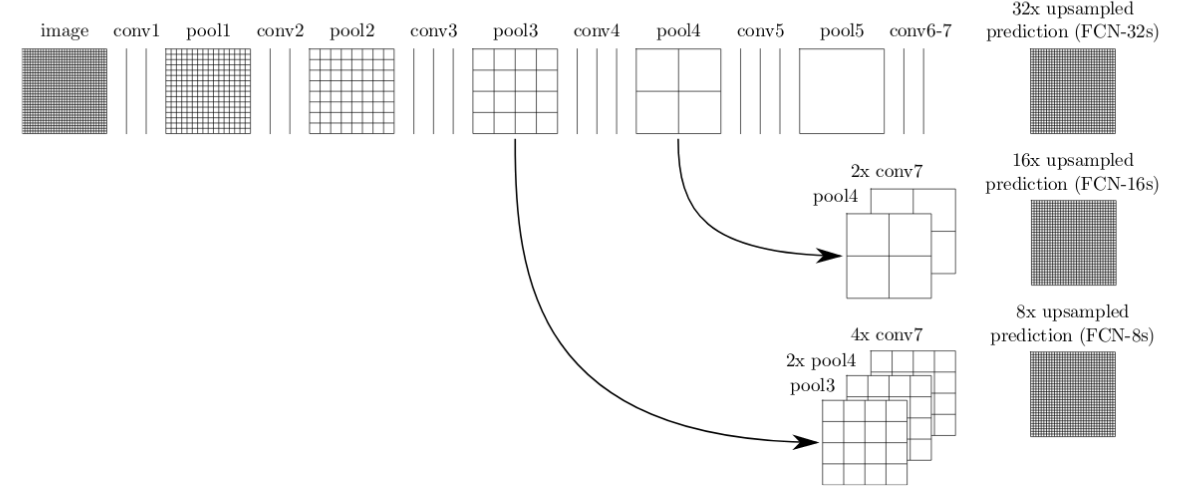 image conv1 pool1 conv2 pool2 conv3 pool3 conv4 pool4 conv5 pool5 conv6-7
32x upsampled
prediction (FCN-32s)
2x conv7
pool4
16x upsampled
prediction (FCN-16s)
4x conv7
2x pool4
pool3
8x upsampled
prediction (FCN-8s)